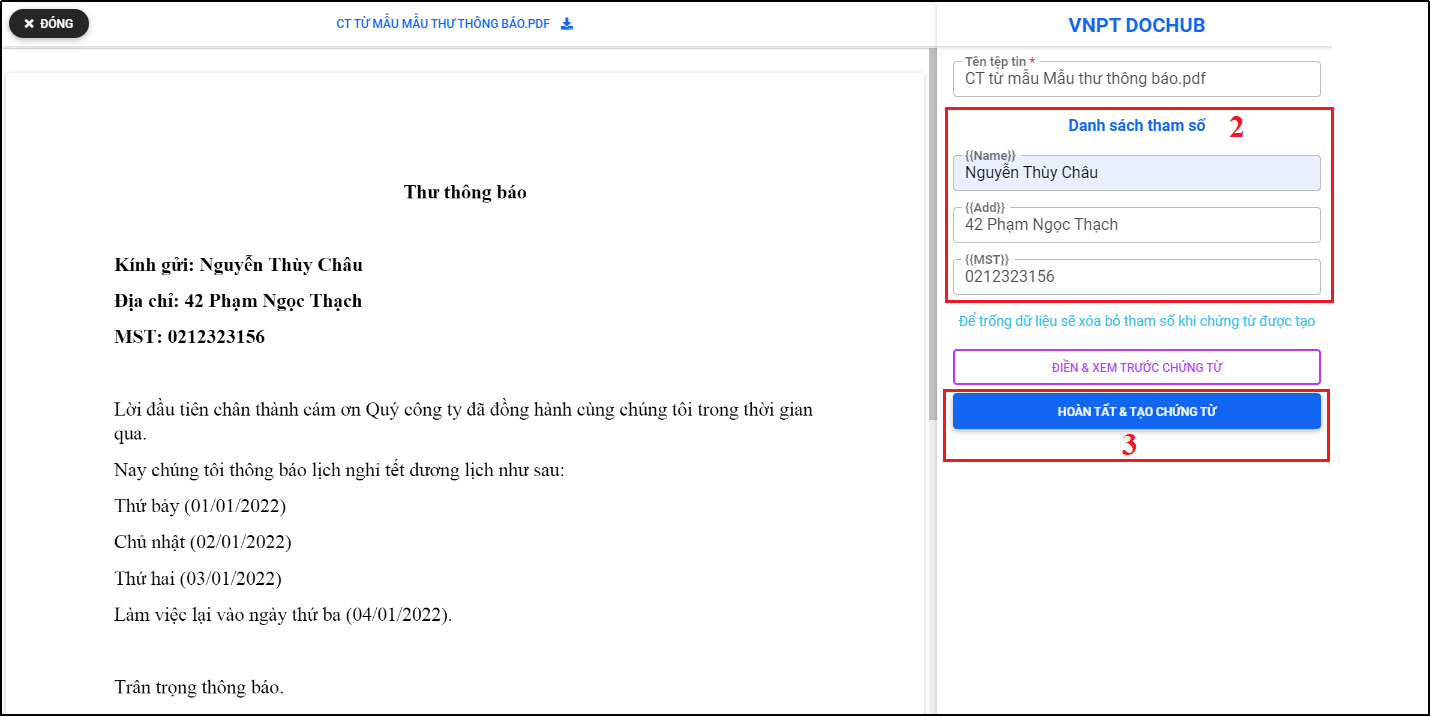 ĐÓNG
CT TỪ MẪU MẪU THƯ THÔNG BÁO.PDF
Thư thông báo
Kính gửi: Nguyễn Thùy Châu
Địa chỉ: 42 Phạm Ngọc Thạch
MST: 0212323156
Lời đầu tiên chân thành cám ơn Quý công ty đã đồng hành cùng chúng tôi trong thời gian
qua.
Nay chúng tôi thông báo lịch nghỉ tết dương lịch như sau:
Thứ bảy (01/01/2022)
Chủ nhật (02/01/2022)
Thứ hai (03/01/2022)
Làm việc lại vào ngày thứ ba (04/01/2022).
Trân trọng thông báo.
VNPT DOCHUB
Tên tệp tin *
CT từ mẫu Mẫu thư thông báo.pdf
Danh sách tham số 2
{{Name}}
Nguyễn Thùy Châu
{{Add}}
42 Phạm Ngọc Thạch
{{MST}}
0212323156
Để trống dữ liệu sẽ xóa bỏ tham số khi chứng từ được tạo
ĐIỀN & XEM TRƯỚC CHỨNG TỪ
HOÀN TẤT & TẠO CHỨNG TỪ
3